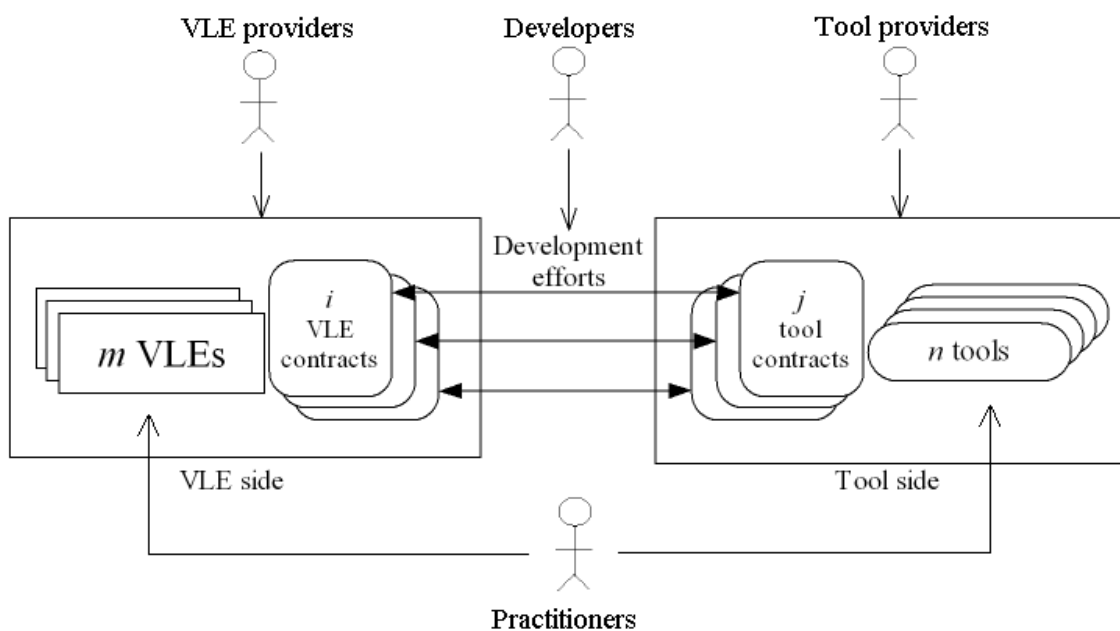 VLE providers
Developers
Tool providers
Development
efforts
i
VLE
contracts
m VLEs
j
tool
contracts
n tools
VLE side
Tool side
Practitioners